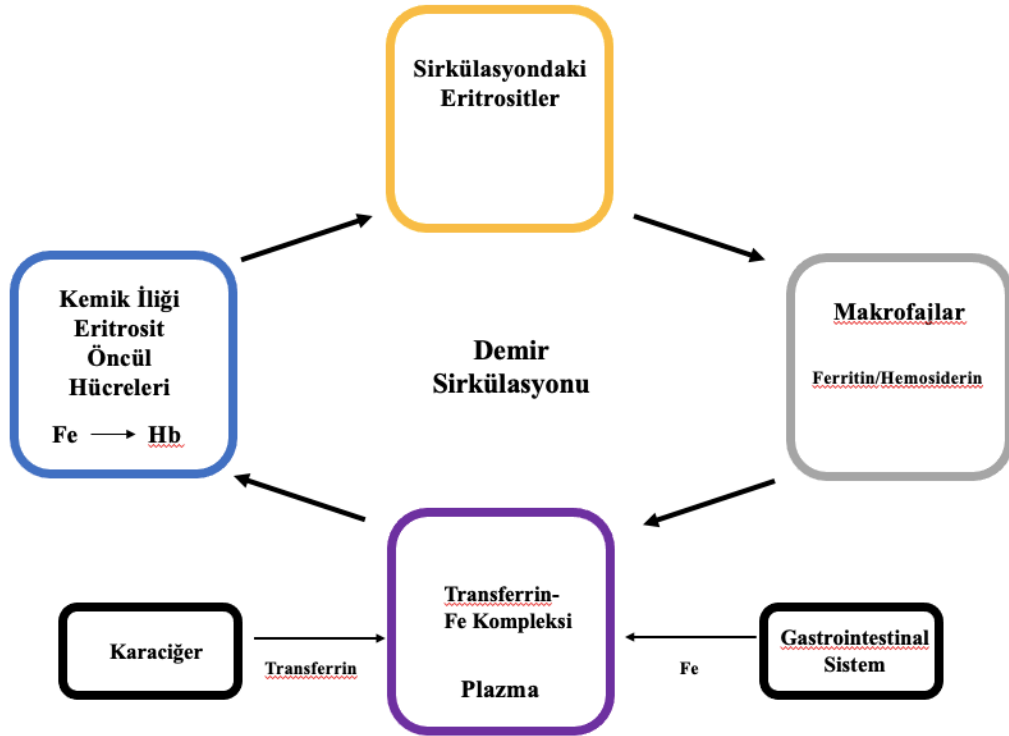 Sirkülasyondaki
Eritrositler
Kemik İliği
Eritrosit
Öncül
Hücreleri
Fe → Hb
Demir
Sirkülasyonu
Makrofajlar
Ferritin/Hemosiderin
Transferrin-
Fe Kompleksi
Plazma
Karaciğer
Transferrin
Fe
Gastrointestinal
Sistem